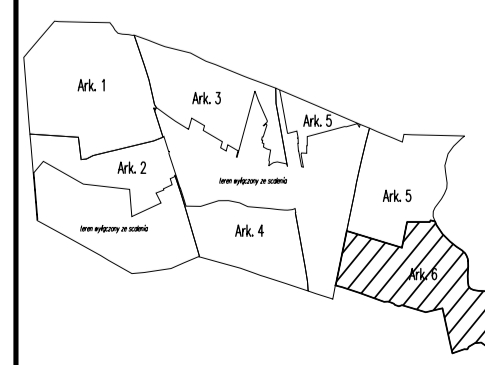 Ark. 1
Ark. 3
Ark. 5
Ark. 2
teren wyłączony ze scalenia
Ark. 5
teren wyłączony ze scalenia
Ark. 4
Ark. 6